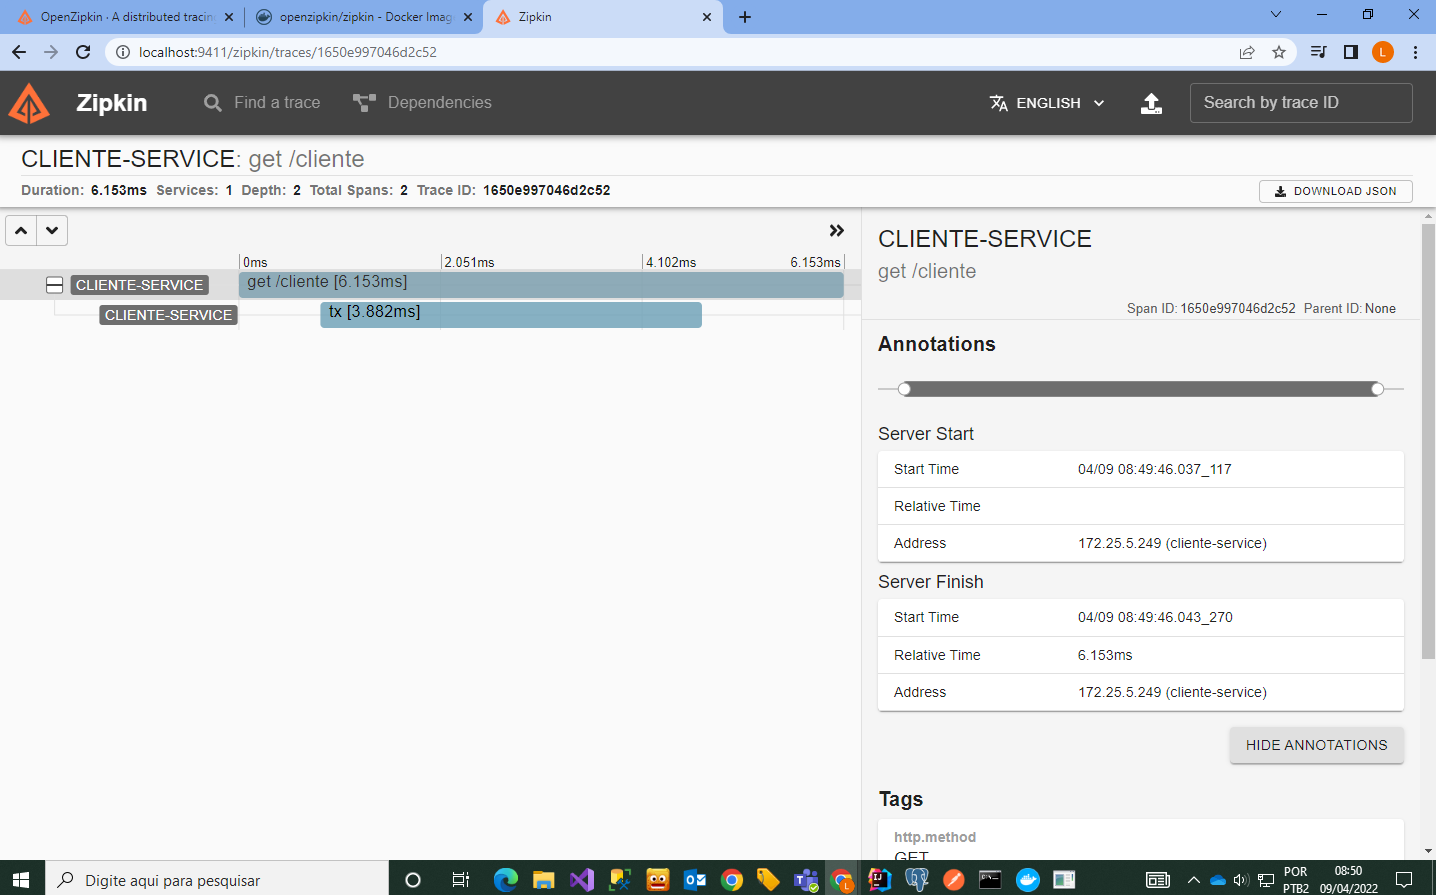 OpenZipkin · A distributed tracin
openzipkin/zipkin - Docker Imag
Zipkin
localhost:9411/zipkin/traces/1650e997046d2c52
L
Zipkin
Find a trace
Dependencies
ENGLISH
Search by trace ID
CLIENTE-SERVICE: get /cliente
Duration: 6.153ms Services: 1 Depth: 2 Total Spans: 2 Trace ID: 1650e997046d2c52
DOWNLOAD JSON
0ms 2.051ms 4.102ms 6.153ms
CLIENTE-SERVICE get /cliente [6.153ms]
CLIENTE-SERVICE tx [3.882ms]
CLIENTE-SERVICE
get /cliente
Span ID: 1650e997046d2c52 Parent ID: None
Annotations
Server Start
Start Time 04/09 08:49:46.037_117
Relative Time
Address 172.25.5.249 (cliente-service)
Server Finish
Start Time 04/09 08:49:46.043_270
Relative Time 6.153ms
Address 172.25.5.249 (cliente-service)
HIDE ANNOTATIONS
Tags
http.method
GET
Digite aqui para pesquisar
L
POR
PTB2
08:50
09/04/2022